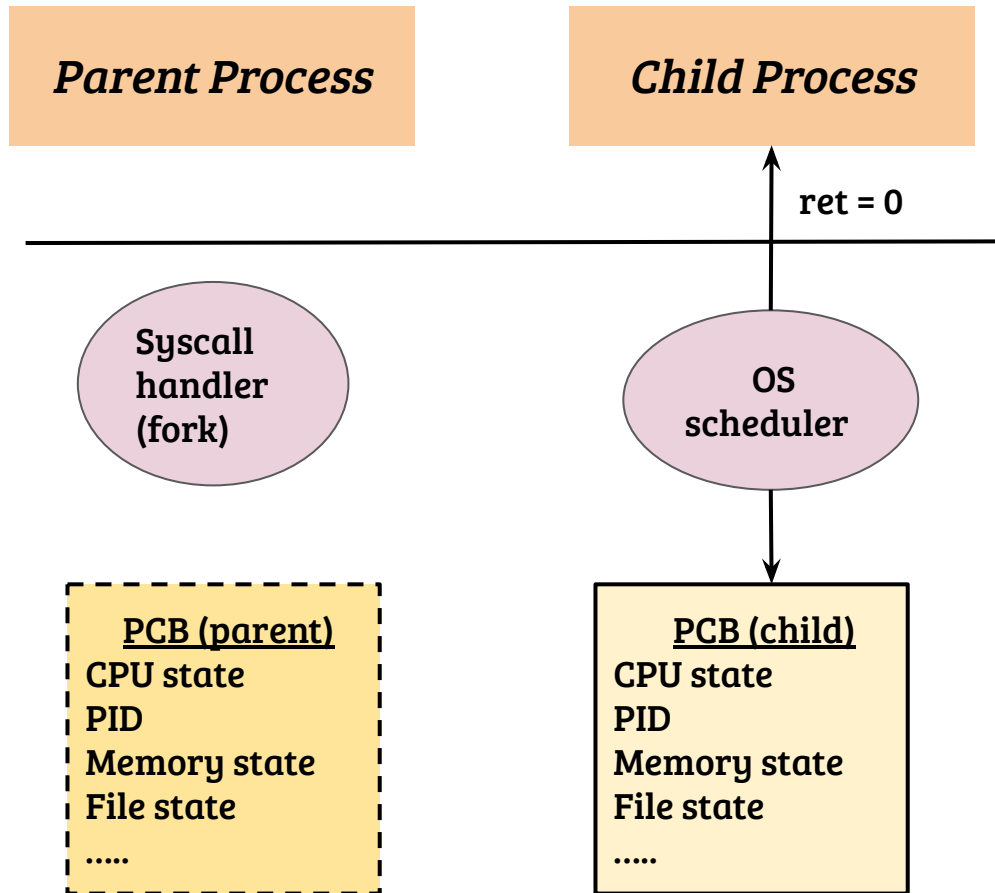 Parent Process
Child Process
ret = 0
Syscall
handler
(fork)
OS
scheduler
PCB (parent)
CPU state
PID
Memory state
File state
.....
PCB (child)
CPU state
PID
Memory state
File state
.....